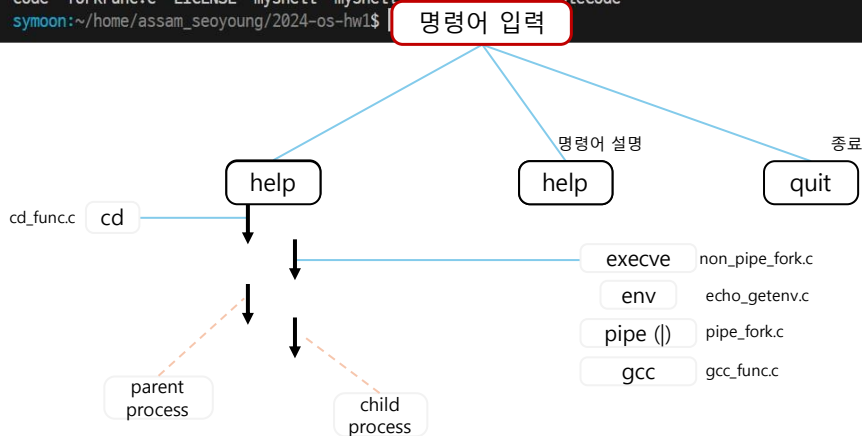 symoon:~/home/assam_seoyoung/2024-os-hw1$
명령어 입력
명령어 설명
종료
help
help
quit
cd_func.c
cd
execve
non_pipe_fork.c
env
echo_getenv.c
pipe (|)
pipe_fork.c
gcc
gcc_func.c
parent
process
child
process